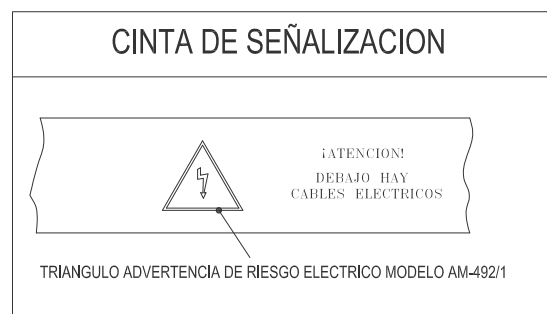 CINTA DE SEÑALIZACION
¡ATENCION!
DEBAJO HAY
CABLES ELECTRICOS
TRIANGULO ADVERTENCIA DE RIESGO ELECTRICO MODELO AM-492/1